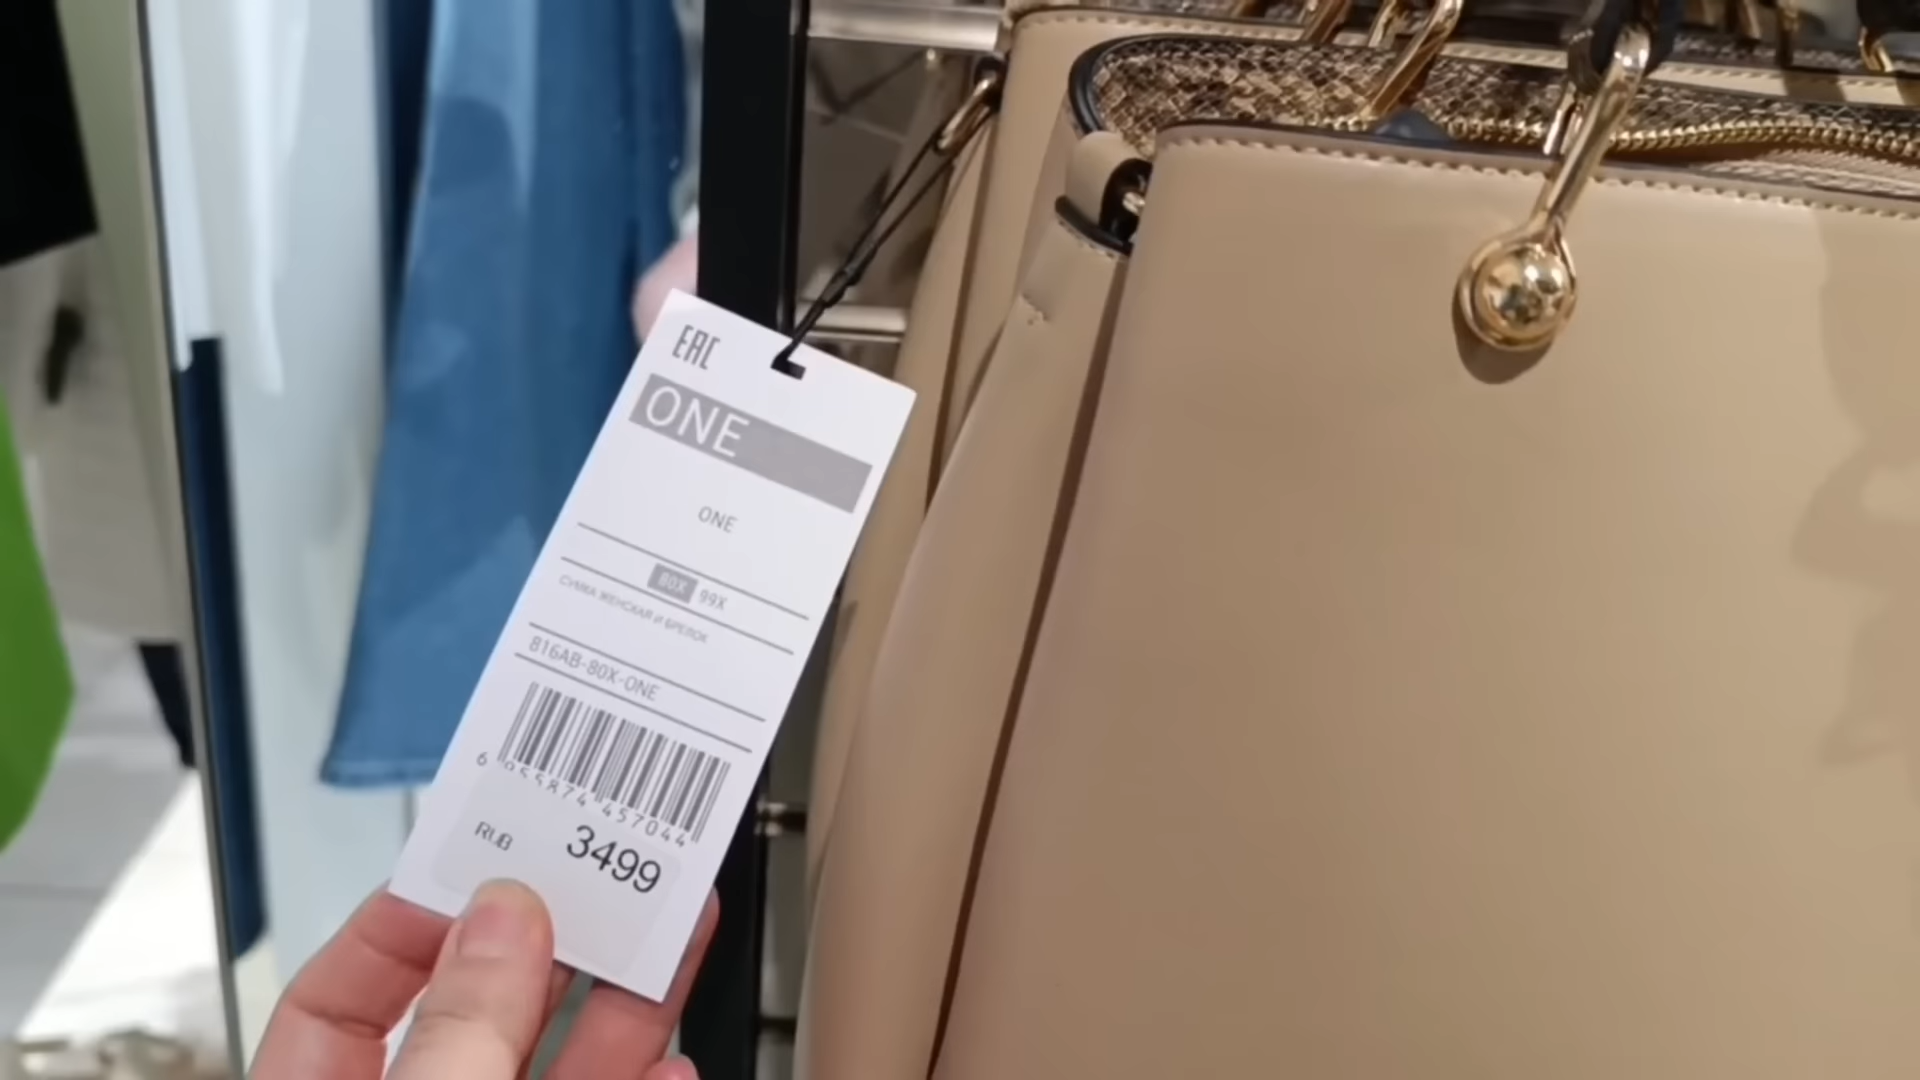 EAC
ONE
ONE
80X 99X
СУМКА ЖЕНСКАЯ И БРЕЛОК
816AB-80X-ONE
6 955874 457044
RUB 3499